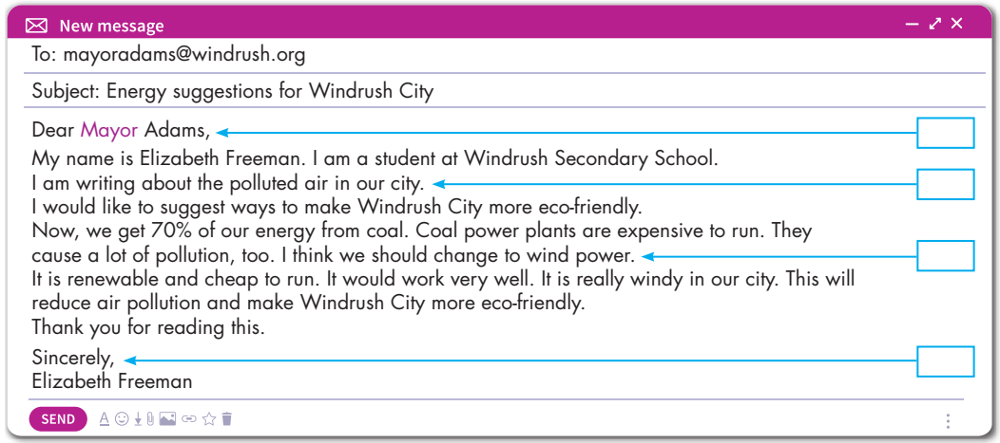 New message
To: mayoradams@windrush.org
Subject: Energy suggestions for Windrush City
Dear Mayor Adams,
My name is Elizabeth Freeman. I am a student at Windrush Secondary School.
I am writing about the polluted air in our city.
I would like to suggest ways to make Windrush City more eco-friendly.
Now, we get 70% of our energy from coal. Coal power plants are expensive to run. They
cause a lot of pollution, too. I think we should change to wind power.
It is renewable and cheap to run. It would work very well. It is really windy in our city. This will
reduce air pollution and make Windrush City more eco-friendly.
Thank you for reading this.
Sincerely,
Elizabeth Freeman
SEND A